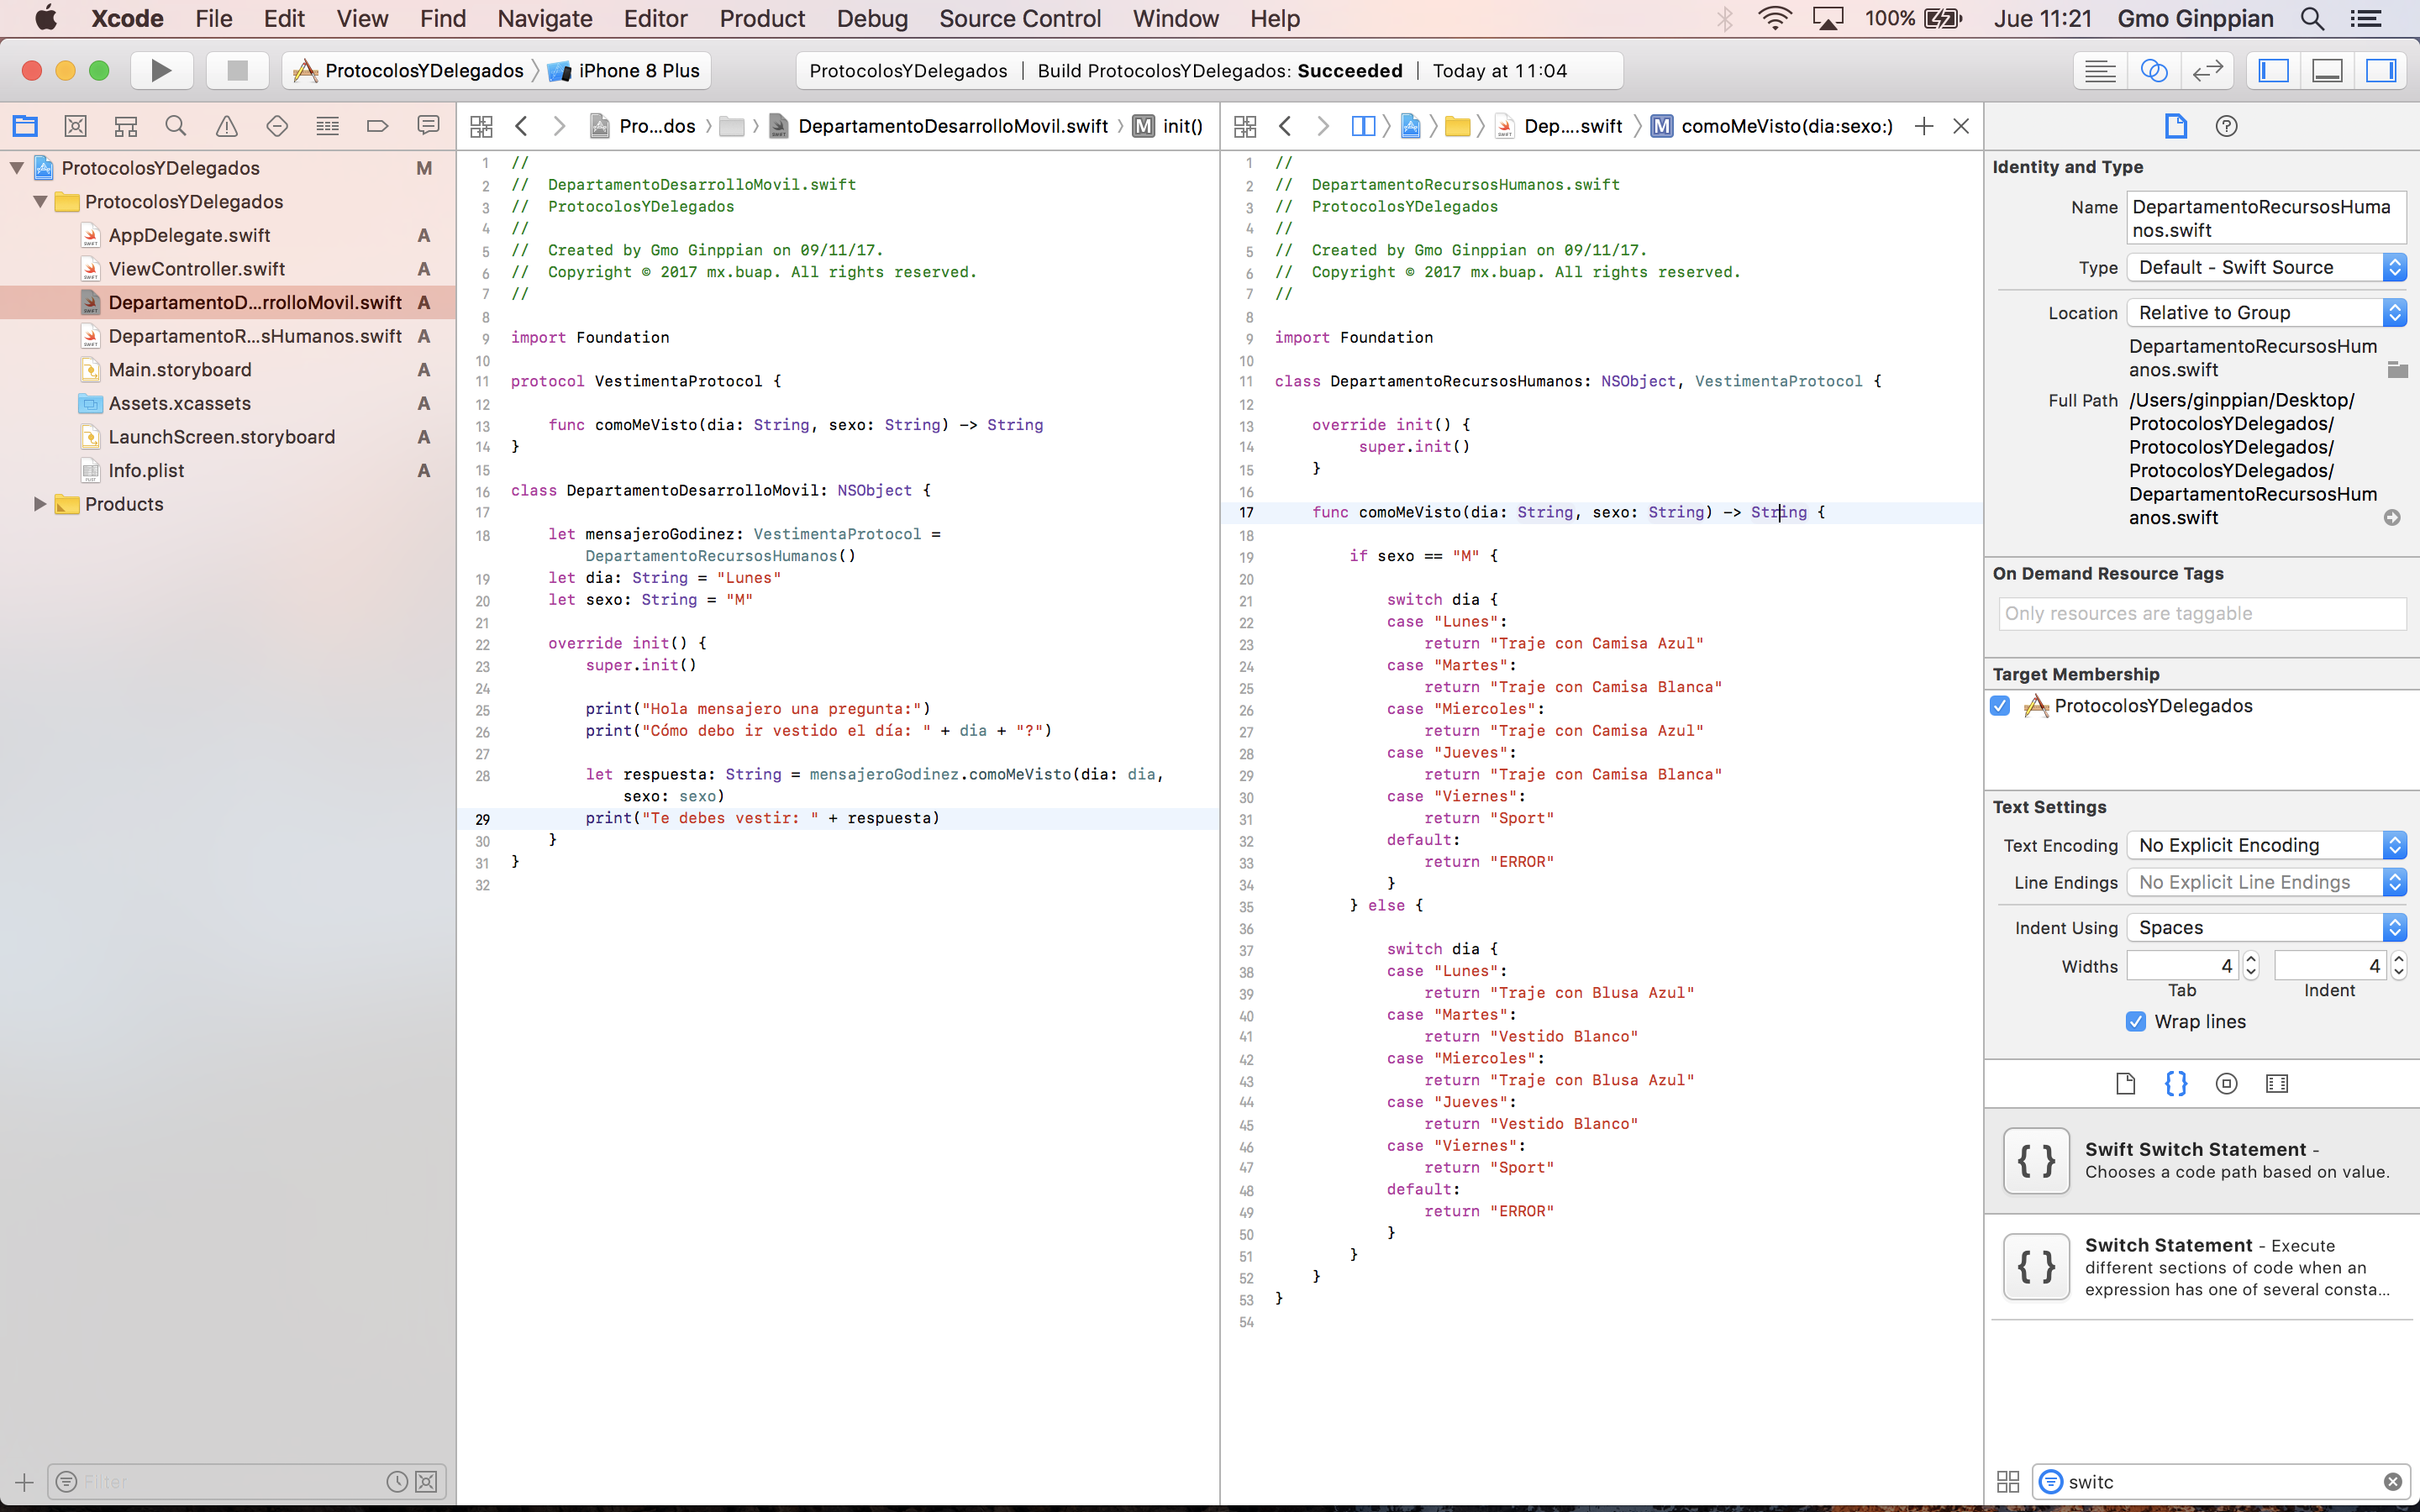 Xcode File Edit View Find Navigate Editor Product Debug Source Control Window Help 100% Jue 11:21 Gmo Ginppian
ProtocolosYDelegados iPhone 8 Plus ProtocolosYDelegados Build ProtocolosYDelegados: Succeeded Today at 11:04
ProtocolosYDelegados M
ProtocolosYDelegados
AppDelegate.swift A
ViewController.swift A
DepartamentoD...rrolloMovil.swift A
DepartamentoR...sHumanos.swift A
Main.storyboard A
Assets.xcassets A
LaunchScreen.storyboard A
Info.plist A
Products
Filter
Pro...dos DepartamentoDesarrolloMovil.swift M init()
1 //
2 // DepartamentoDesarrolloMovil.swift
3 // ProtocolosYDelegados
4 //
5 // Created by Gmo Ginppian on 09/11/17.
6 // Copyright © 2017 mx.buap. All rights reserved.
7 //
8
9 import Foundation
10
11 protocol VestimentaProtocol {
12
13 func comoMeVisto(dia: String, sexo: String) -> String
14 }
15
16 class DepartamentoDesarrolloMovil: NSObject {
17
18 let mensajeroGodinez: VestimentaProtocol =
DepartamentoRecursosHumanos()
19 let dia: String = "Lunes"
20 let sexo: String = "M"
21
22 override init() {
23 super.init()
24
25 print("Hola mensajero una pregunta:")
26 print("Cómo debo ir vestido el día: " + dia + "?")
27
28 let respuesta: String = mensajeroGodinez.comoMeVisto(dia: dia,
sexo: sexo)
29 print("Te debes vestir: " + respuesta)
30 }
31 }
32
Dep....swift M comoMeVisto(dia:sexo:)
1 //
2 // DepartamentoRecursosHumanos.swift
3 // ProtocolosYDelegados
4 //
5 // Created by Gmo Ginppian on 09/11/17.
6 // Copyright © 2017 mx.buap. All rights reserved.
7 //
8
9 import Foundation
10
11 class DepartamentoRecursosHumanos: NSObject, VestimentaProtocol {
12
13 override init() {
14 super.init()
15 }
16
17 func comoMeVisto(dia: String, sexo: String) -> String {
18
19 if sexo == "M" {
20
21 switch dia {
22 case "Lunes":
23 return "Traje con Camisa Azul"
24 case "Martes":
25 return "Traje con Camisa Blanca"
26 case "Miercoles":
27 return "Traje con Camisa Azul"
28 case "Jueves":
29 return "Traje con Camisa Blanca"
30 case "Viernes":
31 return "Sport"
32 default:
33 return "ERROR"
34 }
35 } else {
36
37 switch dia {
38 case "Lunes":
39 return "Traje con Blusa Azul"
40 case "Martes":
41 return "Vestido Blanco"
42 case "Miercoles":
43 return "Traje con Blusa Azul"
44 case "Jueves":
45 return "Vestido Blanco"
46 case "Viernes":
47 return "Sport"
48 default:
49 return "ERROR"
50 }
51 }
52 }
53 }
54
Identity and Type
Name DepartamentoRecursosHuma
nos.swift
Type Default - Swift Source
Location Relative to Group
DepartamentoRecursosHum
anos.swift
Full Path /Users/ginppian/Desktop/
ProtocolosYDelegados/
ProtocolosYDelegados/
ProtocolosYDelegados/
DepartamentoRecursosHum
anos.swift
On Demand Resource Tags
Only resources are taggable
Target Membership
ProtocolosYDelegados
Text Settings
Text Encoding No Explicit Encoding
Line Endings No Explicit Line Endings
Indent Using Spaces
Widths 4 4
Tab Indent
Wrap lines
{ } Swift Switch Statement -
Chooses a code path based on value.
{ } Switch Statement - Execute
different sections of code when an
expression has one of several consta...
switc